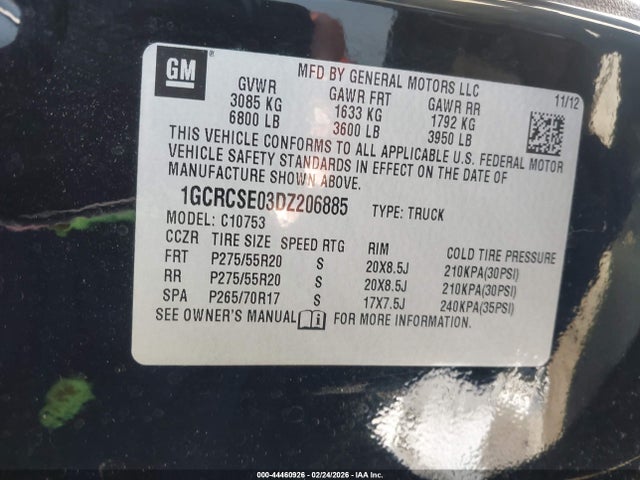 GM
MFD BY GENERAL MOTORS LLC
GVWR GAWR FRT GAWR RR 11/12
3085 KG 1633 KG 1792 KG
6800 LB 3600 LB 3950 LB
THIS VEHICLE CONFORMS TO ALL APPLICABLE U.S. FEDERAL MOTOR
VEHICLE SAFETY STANDARDS IN EFFECT ON THE DATE OF
MANUFACTURE SHOWN ABOVE.
1GCRCSE03DZ206885 TYPE: TRUCK
MODEL: C10753
CCZR TIRE SIZE SPEED RTG RIM COLD TIRE PRESSURE
FRT P275/55R20 S 20X8.5J 210KPA(30PSI)
RR P275/55R20 S 20X8.5J 210KPA(30PSI)
SPA P265/70R17 S 17X7.5J 240KPA(35PSI)
SEE OWNER'S MANUAL FOR MORE INFORMATION.
000-44460926 - 02/24/2026 - IAA Inc.